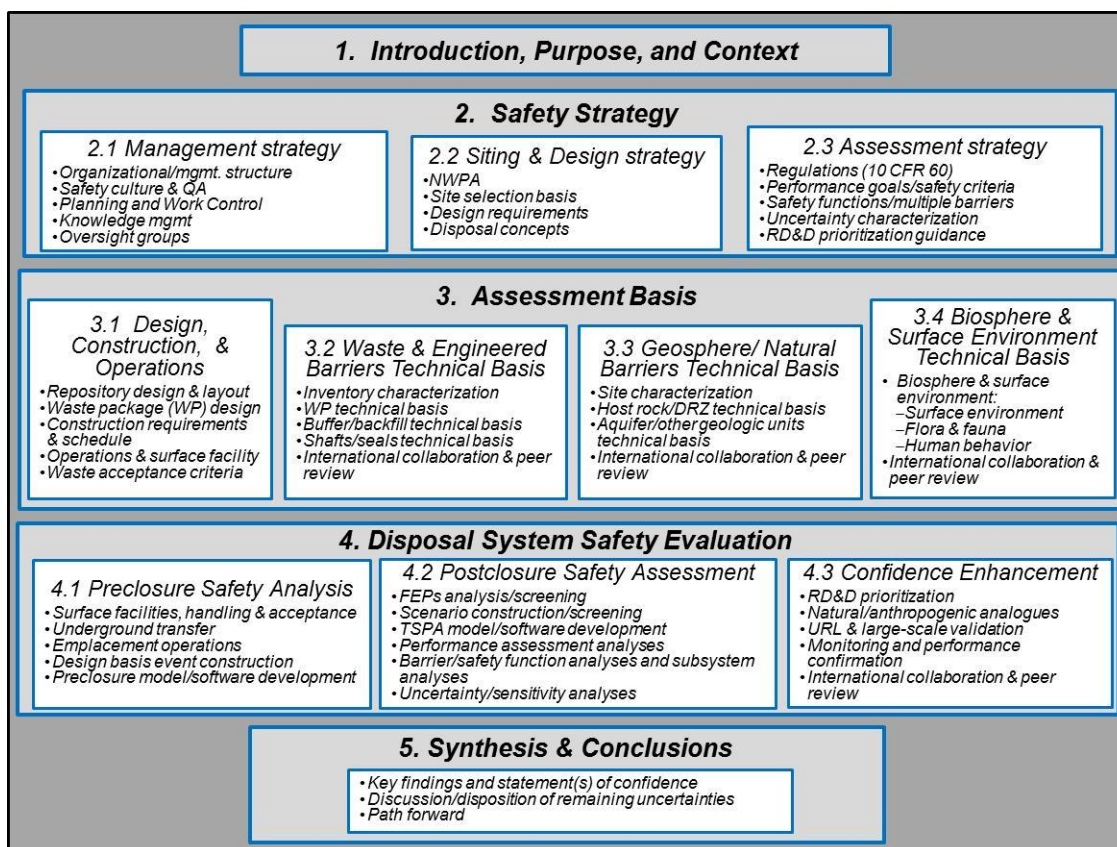 1. Introduction, Purpose, and Context
2. Safety Strategy
2.1 Management strategy
•Organizational/mgmt. structure
•Safety culture & QA
•Planning and Work Control
•Knowledge mgmt
•Oversight groups
2.2 Siting & Design strategy
•NWPA
•Site selection basis
•Design requirements
•Disposal concepts
2.3 Assessment strategy
•Regulations (10 CFR 60)
•Performance goals/safety criteria
•Safety functions/multiple barriers
•Uncertainty characterization
•RD&D prioritization guidance
3. Assessment Basis
3.1 Design,
Construction, &
Operations
•Repository design & layout
•Waste package (WP) design
•Construction requirements
& schedule
•Operations & surface facility
•Waste acceptance criteria
3.2 Waste & Engineered
Barriers Technical Basis
•Inventory characterization
•WP technical basis
•Buffer/backfill technical basis
•Shafts/seals technical basis
•International collaboration & peer
review
3.3 Geosphere/ Natural
Barriers Technical Basis
•Site characterization
•Host rock/DRZ technical basis
•Aquifer/other geologic units
technical basis
•International collaboration & peer
review
3.4 Biosphere &
Surface Environment
Technical Basis
• Biosphere & surface
environment:
–Surface environment
–Flora & fauna
–Human behavior
•International collaboration &
peer review
4. Disposal System Safety Evaluation
4.1 Preclosure Safety Analysis
•Surface facilities, handling & acceptance
•Underground transfer
•Emplacement operations
•Design basis event construction
•Preclosure model/software development
4.2 Postclosure Safety Assessment
•FEPs analysis/screening
•Scenario construction/screening
•TSPA model/software development
•Performance assessment analyses
•Barrier/safety function analyses and subsystem
analyses
•Uncertainty/sensitivity analyses
4.3 Confidence Enhancement
•RD&D prioritization
•Natural/anthropogenic analogues
•URL & large-scale validation
•Monitoring and performance
confirmation
•International collaboration & peer
review
5. Synthesis & Conclusions
•Key findings and statement(s) of confidence
•Discussion/disposition of remaining uncertainties
•Path forward